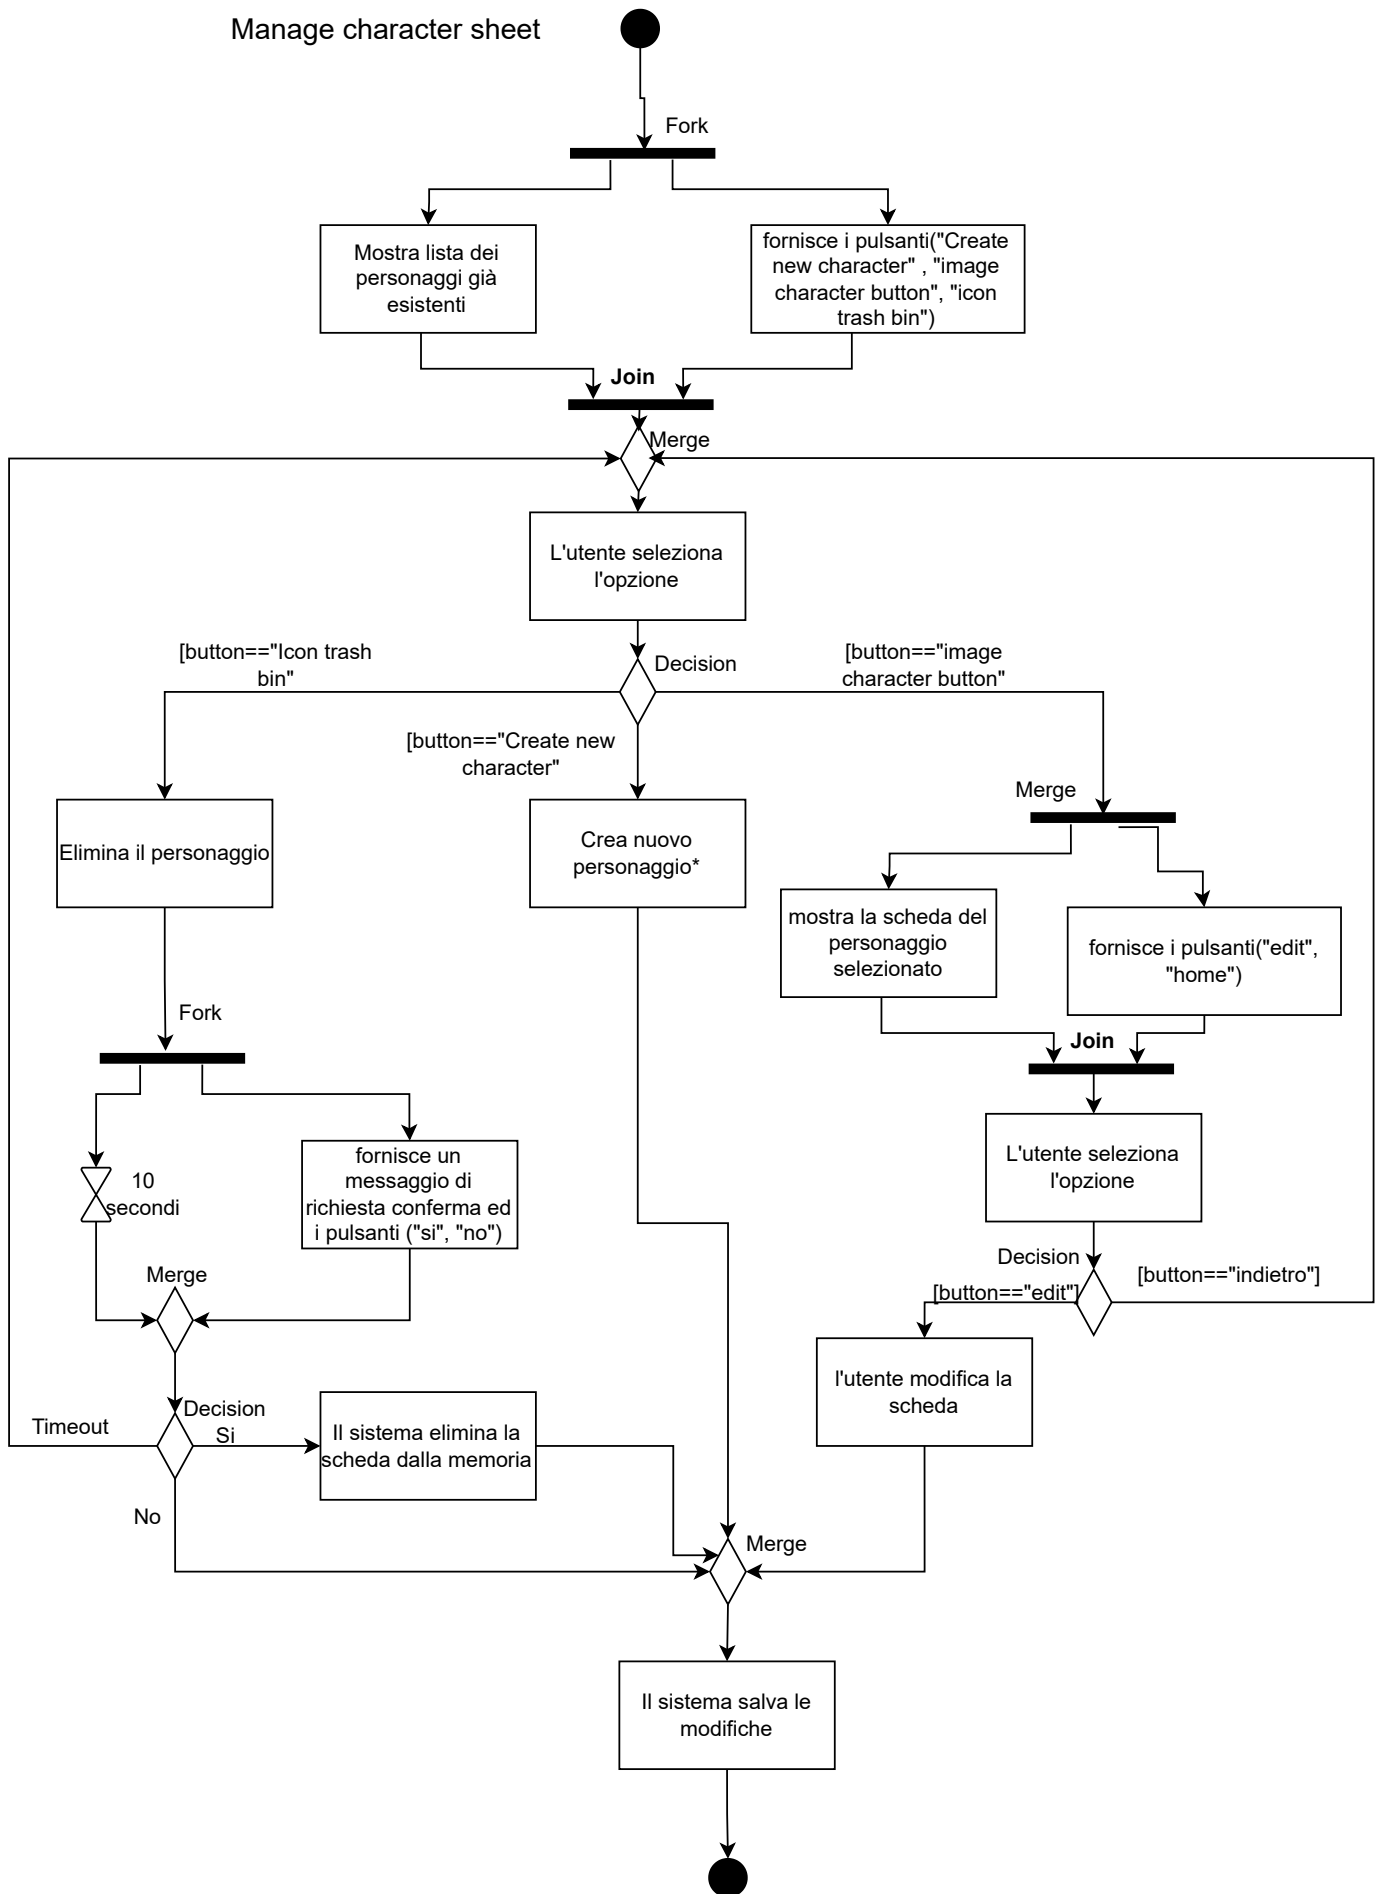 Manage character sheet
Fork
Mostra lista dei
personaggi già
esistenti
fornisce i pulsanti("Create
new character" , "image
character button", "icon
trash bin")
Join
Merge
L'utente seleziona
l'opzione
[button=="Icon trash
bin"
Decision
[button=="image
character button"
[button=="Create new
character"
Merge
Elimina il personaggio
Crea nuovo
personaggio*
mostra la scheda del
personaggio
selezionato
fornisce i pulsanti("edit",
"home")
Fork
Join
10
secondi
fornisce un
messaggio di
richiesta conferma ed
i pulsanti ("si", "no")
L'utente seleziona
l'opzione
Merge
Decision
[button=="indietro"]
[button=="edit"]
l'utente modifica la
scheda
Timeout
Decision
Si
Il sistema elimina la
scheda dalla memoria
No
Merge
Il sistema salva le
modifiche